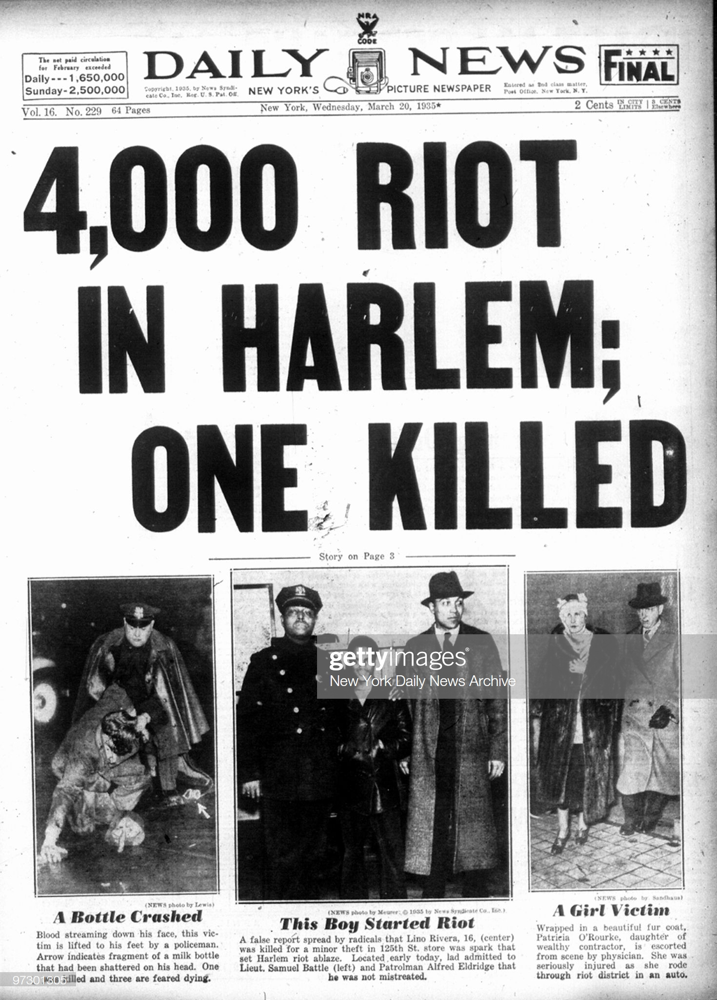 NRA
CODE
The net paid circulation
for February exceeded
Daily---1,650,000
Sunday-2,500,000
DAILY NEWS
Copyright, 1935, by News Syndi-
cate Co., Inc. Reg. U. S. Pat. Off.
NEW YORK'S PICTURE NEWSPAPER
Entered as 2nd class matter,
Post Office, New York, N. Y.
★★★★
FINAL
Vol. 16. No. 229 64 Pages
New York, Wednesday, March 20, 1935★
2 Cents IN CITY LIMITS | 3 CENTS Elsewhere
4,000 RIOT
IN HARLEM;
ONE KILLED
Story on Page 3
gettyimages®
New York Daily News Archive
(NEWS photo by Lewis)
A Bottle Crashed
Blood streaming down his face, this vic-
tim is lifted to his feet by a policeman.
Arrow indicates fragment of a milk bottle
that had been shattered on his head. One
killed and three are feared dying.
(NEWS photo by Meurer; © 1935 by News Syndicate Co., Inc.)
This Boy Started Riot
A false report spread by radicals that Lino Rivera, 16, (center)
was killed for a minor theft in 125th St. store was spark that
set Harlem riot ablaze. Located early today, lad admitted to
Lieut. Samuel Battle (left) and Patrolman Alfred Eldridge that
he was not mistreated.
(NEWS photo by Sandhaus)
A Girl Victim
Wrapped in a beautiful fur coat,
Patricia O'Rourke, daughter of
wealthy contractor, is escorted
from scene by physician. She was
seriously injured as she rode
through riot district in an auto.
97301305